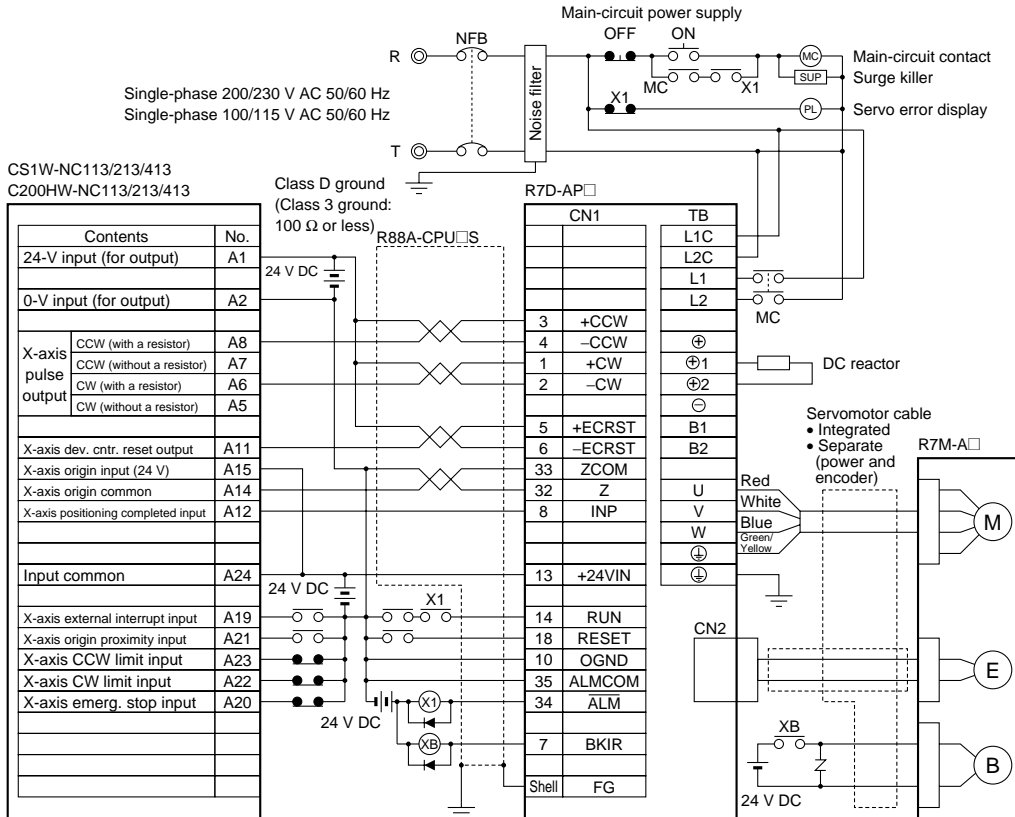 Main-circuit power supply
OFF
ON
NFB
R
MC
Main-circuit contact
SUP
Surge killer
MC
X1
Single-phase 200/230 V AC 50/60 Hz
Single-phase 100/115 V AC 50/60 Hz
Noise filter
X1
PL
Servo error display
T
CS1W-NC113/213/413
C200HW-NC113/213/413
Class D ground
(Class 3 ground:
100 Ω or less)
R88A-CPU□S
R7D-AP□
CN1
TB
Contents
No.
L1C
24-V input (for output)
A1
L2C
24 V DC
L1
0-V input (for output)
A2
L2
MC
3
+CCW
X-axis
pulse
output
CCW (with a resistor)
A8
4
–CCW
⊕
CCW (without a resistor)
A7
1
+CW
⊕1
DC reactor
CW (with a resistor)
A6
2
–CW
⊕2
CW (without a resistor)
A5
⊖
Servomotor cable
• Integrated
• Separate
(power and
encoder)
R7M-A□
5
+ECRST
B1
X-axis dev. cntr. reset output
A11
6
–ECRST
B2
X-axis origin input (24 V)
A15
33
ZCOM
X-axis origin common
A14
32
Z
U
Red
X-axis positioning completed input
A12
8
INP
V
White
W
Blue
Green/
Yellow
M
Input common
A24
24 V DC
13
+24VIN
X-axis external interrupt input
A19
X1
14
RUN
X-axis origin proximity input
A21
18
RESET
CN2
X-axis CCW limit input
A23
10
OGND
E
X-axis CW limit input
A22
35
ALMCOM
X-axis emerg. stop input
A20
24 V DC
X1
34
ALM
XB
7
BKIR
XB
B
Shell
FG
24 V DC